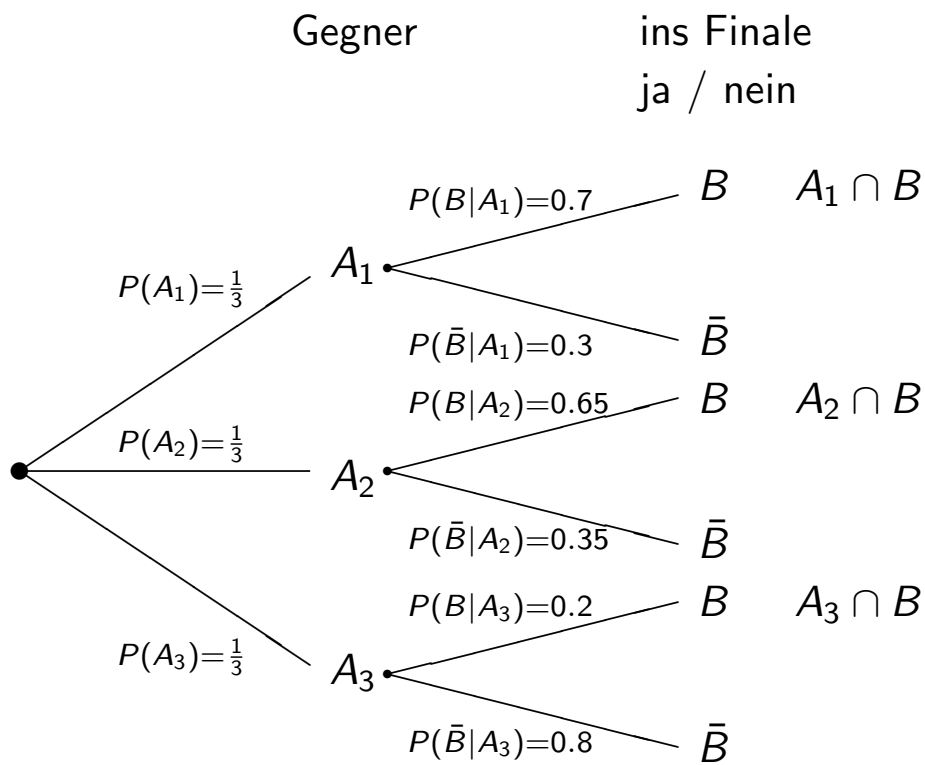 Gegner ins Finale
ja / nein
P(B|A₁)=0.7 B A₁ ∩ B
P(A₁)=⅓ A₁
P(B̄|A₁)=0.3 B̄
P(B|A₂)=0.65 B A₂ ∩ B
P(A₂)=⅓ A₂
P(B̄|A₂)=0.35 B̄
P(B|A₃)=0.2 B A₃ ∩ B
P(A₃)=⅓ A₃
P(B̄|A₃)=0.8 B̄